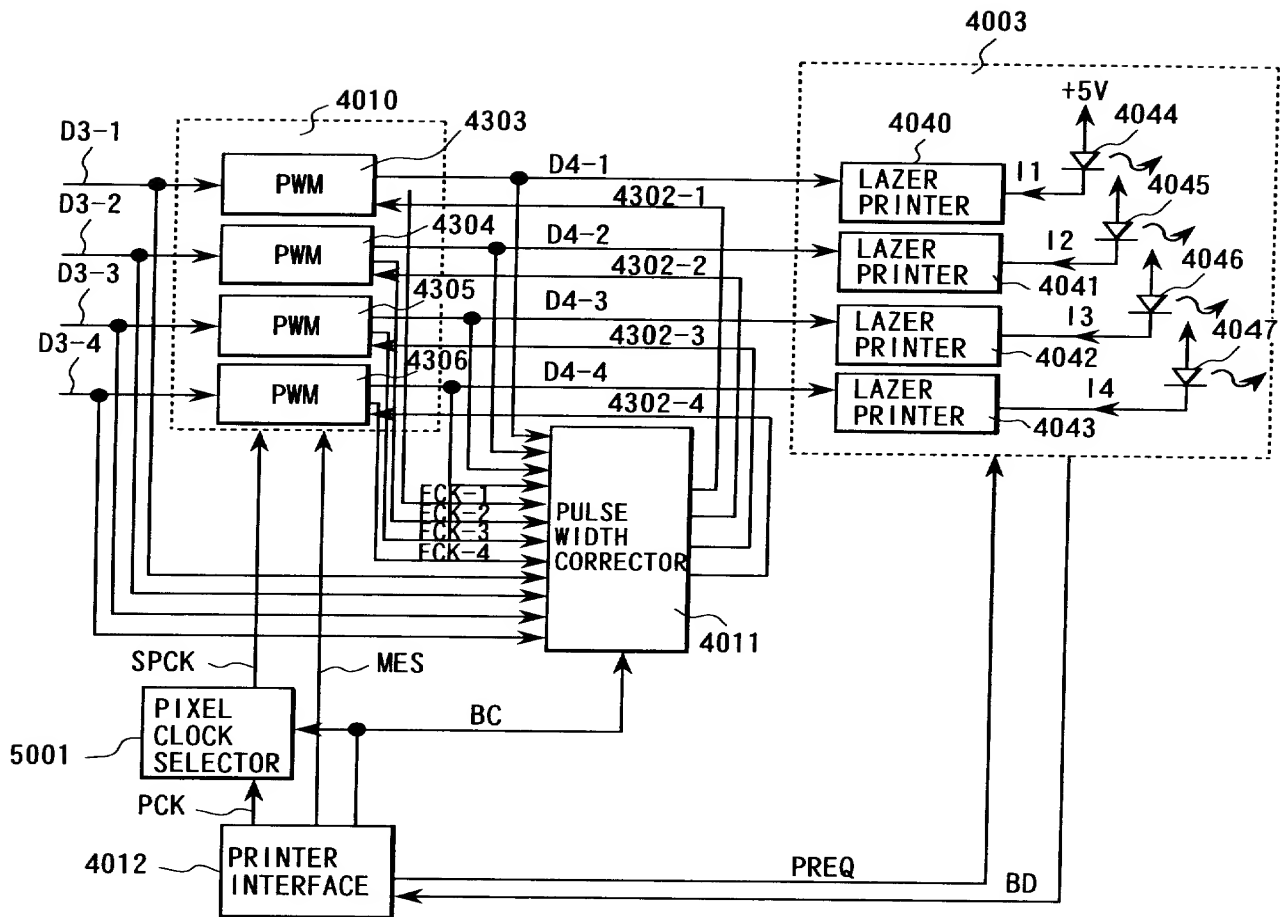 4003
+5V
4010
4303
D3-1
PWM
D4-1
4040
4044
LAZER
PRINTER
I1
4302-1
4045
D3-2
4304
PWM
D4-2
LAZER
PRINTER
I2
4041
4302-2
4046
D3-3
4305
PWM
D4-3
LAZER
PRINTER
I3
4042
4302-3
4047
D3-4
4306
PWM
D4-4
LAZER
PRINTER
I4
4043
4302-4
FCK-1
FCK-2
FCK-3
FCK-4
PULSE
WIDTH
CORRECTOR
4011
SPCK
MES
BC
PIXEL
CLOCK
SELECTOR
5001
PCK
4012
PRINTER
INTERFACE
PREQ
BD